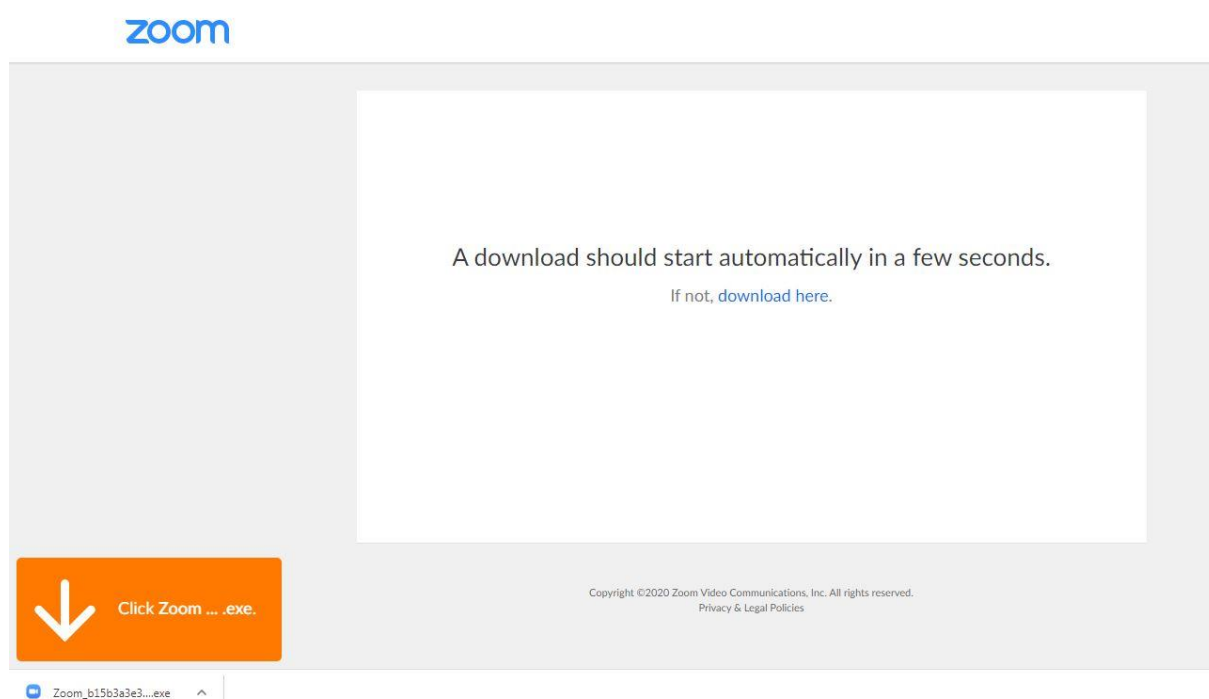 zoom
A download should start automatically in a few seconds.
If not, download here.
Click Zoom ... .exe.
Copyright ©2020 Zoom Video Communications, Inc. All rights reserved.
Privacy & Legal Policies
Zoom_b15b3a3e3....exe